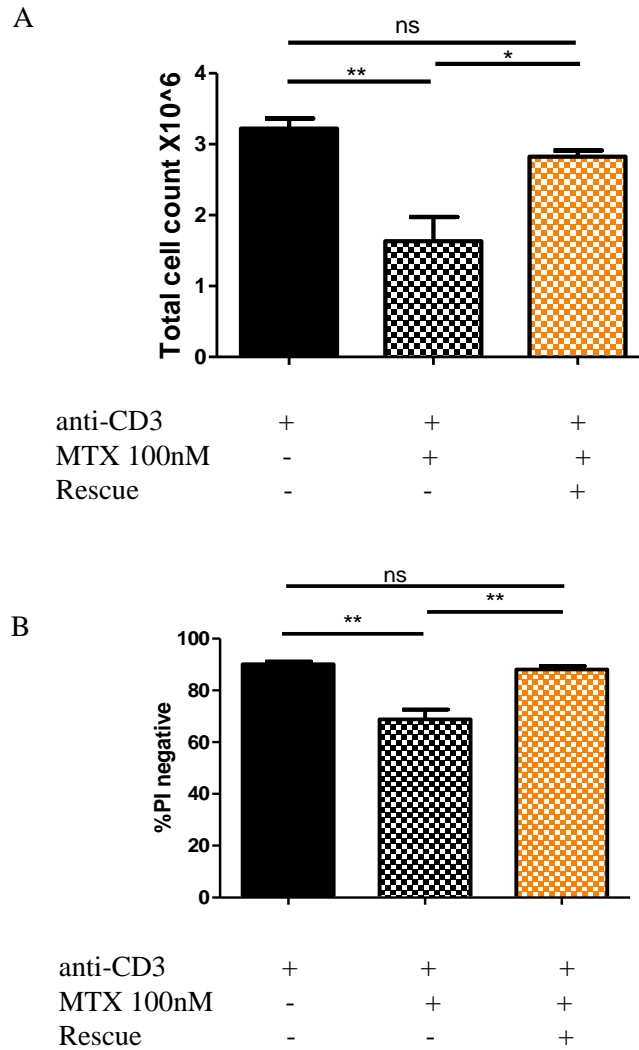 A
ns
** *
Total cell count X10^6
4
3
2
1
0
anti-CD3 + + +
MTX 100nM - + +
Rescue - - +
B
ns
** **
%PI negative
100
80
60
40
20
0
anti-CD3 + + +
MTX 100nM - + +
Rescue - - +